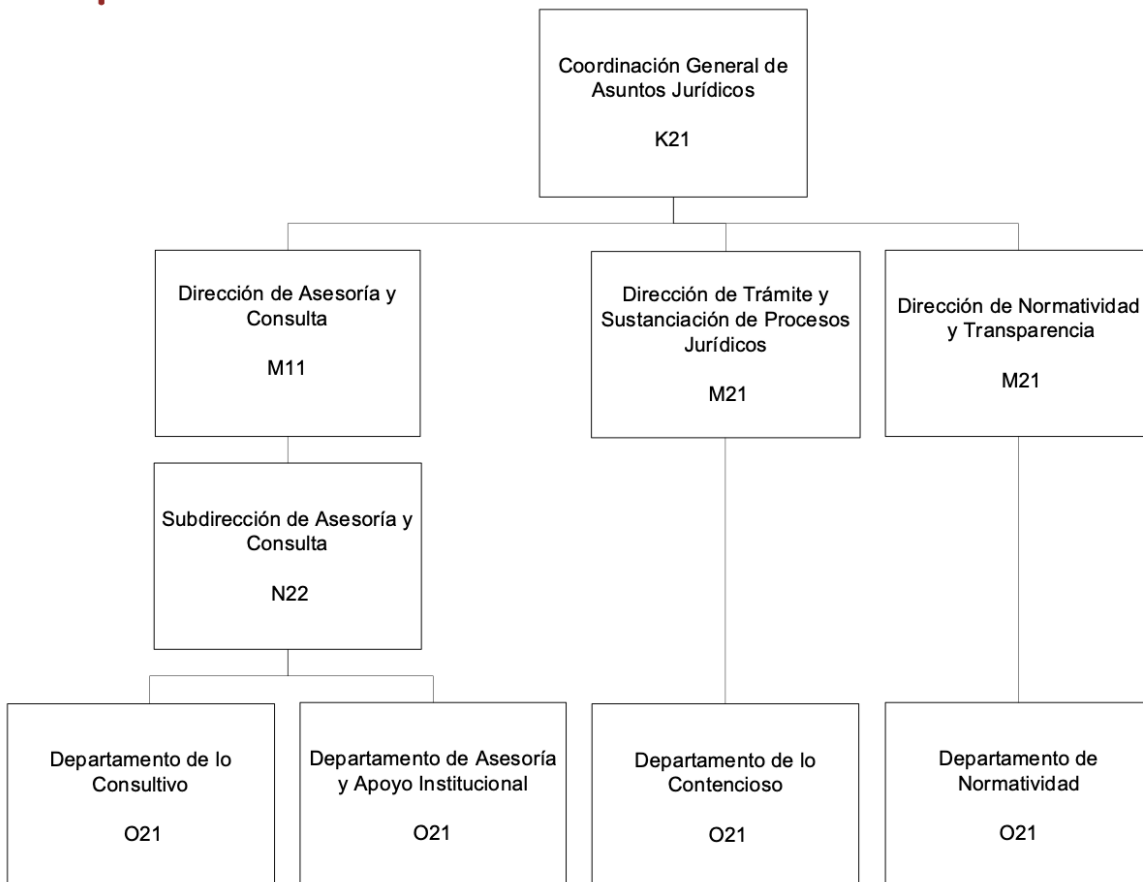 Coordinación General de
Asuntos Jurídicos
K21
Dirección de Asesoría y
Consulta
M11
Dirección de Trámite y
Sustanciación de Procesos
Jurídicos
M21
Dirección de Normatividad
y Transparencia
M21
Subdirección de Asesoría y
Consulta
N22
Departamento de lo
Consultivo
O21
Departamento de Asesoría
y Apoyo Institucional
O21
Departamento de lo
Contencioso
O21
Departamento de
Normatividad
O21